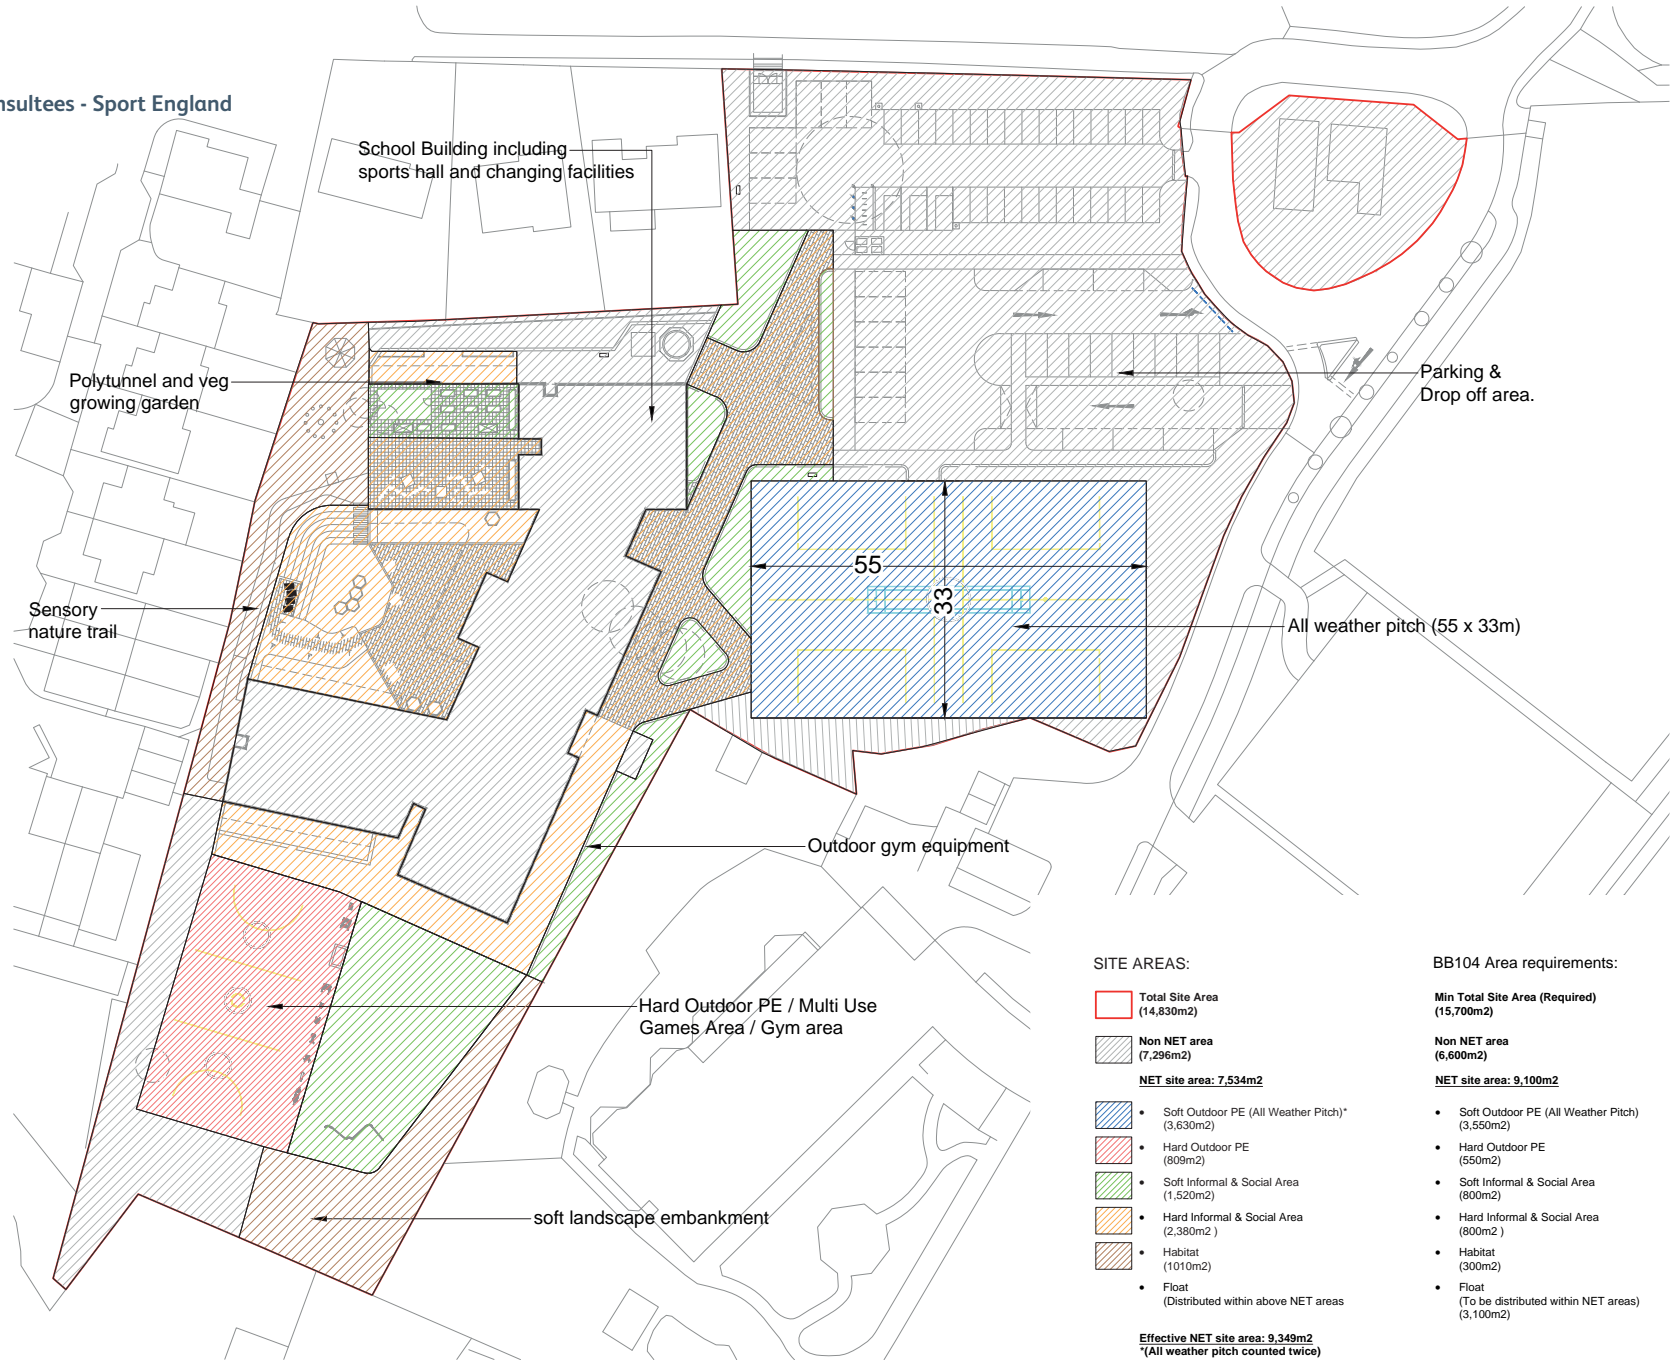 nsultees - Sport England
School Building including
sports hall and changing facilities
Polytunnel and veg
growing garden
Parking &
Drop off area.
55
33
Sensory
nature trail
All weather pitch (55 x 33m)
Outdoor gym equipment
Hard Outdoor PE / Multi Use
Games Area / Gym area
soft landscape embankment
SITE AREAS:
Total Site Area
(14,830m2)
Non NET area
(7,296m2)
NET site area: 7,534m2
• Soft Outdoor PE (All Weather Pitch)*
(3,630m2)
• Hard Outdoor PE
(809m2)
• Soft Informal & Social Area
(1,520m2)
• Hard Informal & Social Area
(2,380m2 )
• Habitat
(1010m2)
• Float
(Distributed within above NET areas
Effective NET site area: 9,349m2
*(All weather pitch counted twice)
BB104 Area requirements:
Min Total Site Area (Required)
(15,700m2)
Non NET area
(6,600m2)
NET site area: 9,100m2
• Soft Outdoor PE (All Weather Pitch)
(3,550m2)
• Hard Outdoor PE
(550m2)
• Soft Informal & Social Area
(800m2)
• Hard Informal & Social Area
(800m2 )
• Habitat
(300m2)
• Float
(To be distributed within NET areas)
(3,100m2)